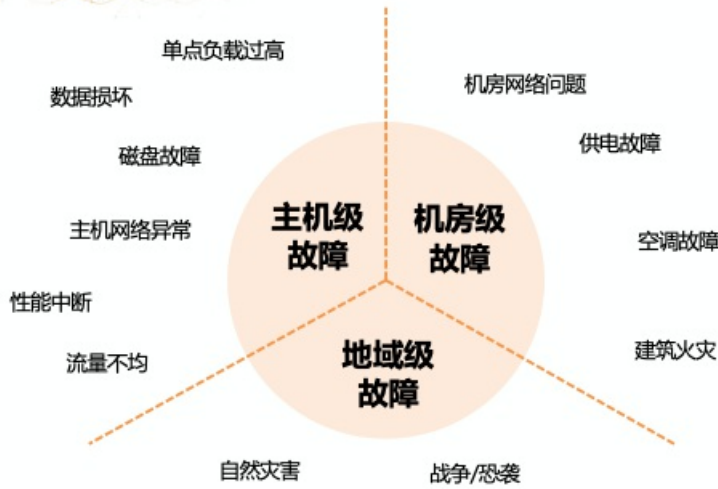 单点负载过高
数据损坏
磁盘故障
主机网络异常
性能中断
流量不均
主机级
故障
机房级
故障
机房网络问题
供电故障
空调故障
建筑火灾
地域级
故障
自然灾害
战争/恐袭